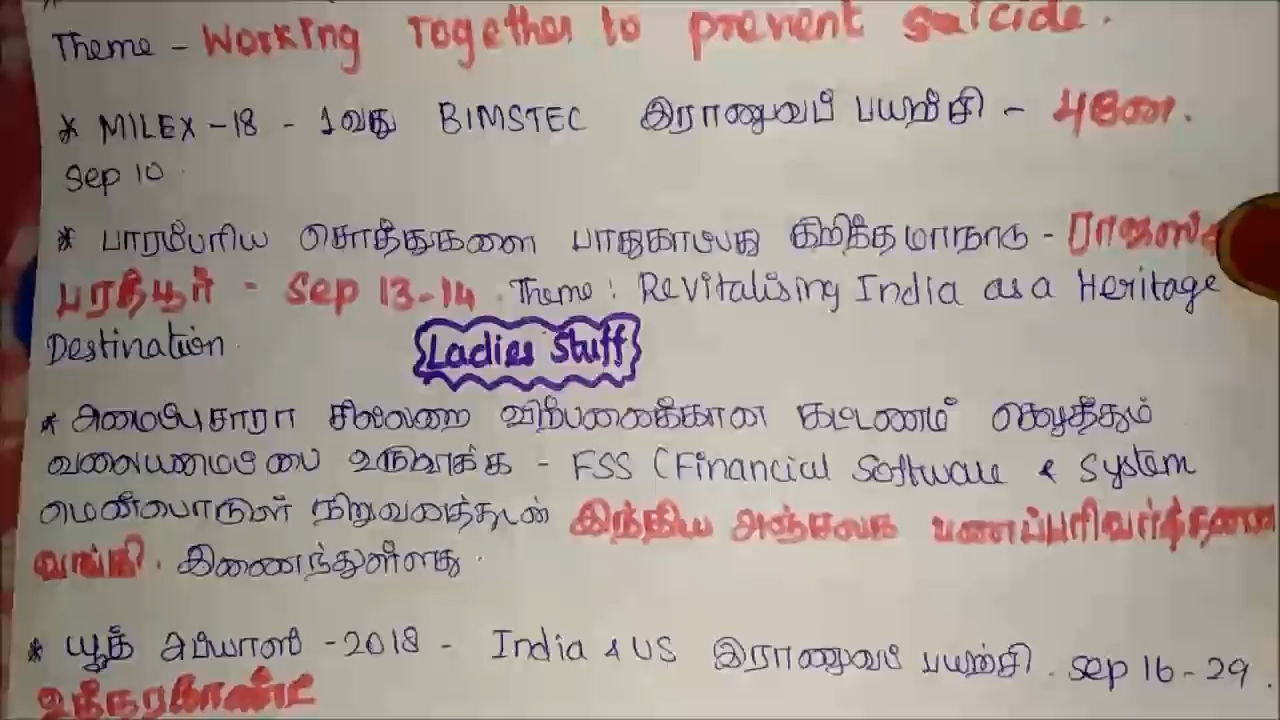 Theme - Working Together to prevent suicide.
* MILEX -18 - 1வது BIMSTEC இராணுவப் பயிற்சி - புனே.
Sep 10
* பாரம்பரிய சொத்துகளை பாதுகாப்பது குறித்த மாநாடு -
பரத்பூர் - Sep 13-14. Theme : Revitalising India as a Heritage
Destination
Ladies Stuff
* அமைப்புசாரா சில்லறை விற்பனைக்கான கட்டணம் செலுத்தும்
வலையமைப்பை உருவாக்க - FSS (Financial Software & System
மென்பொருள் நிறுவனத்துடன் இந்திய அஞ்சலக பணப்பரிவர்த்தனை
வங்கி. இணைந்துள்ளது.
* யூத் அப்யாஸ் -2018 - India & US இராணுவப் பயிற்சி. Sep 16-29.
உத்தரகாண்ட்